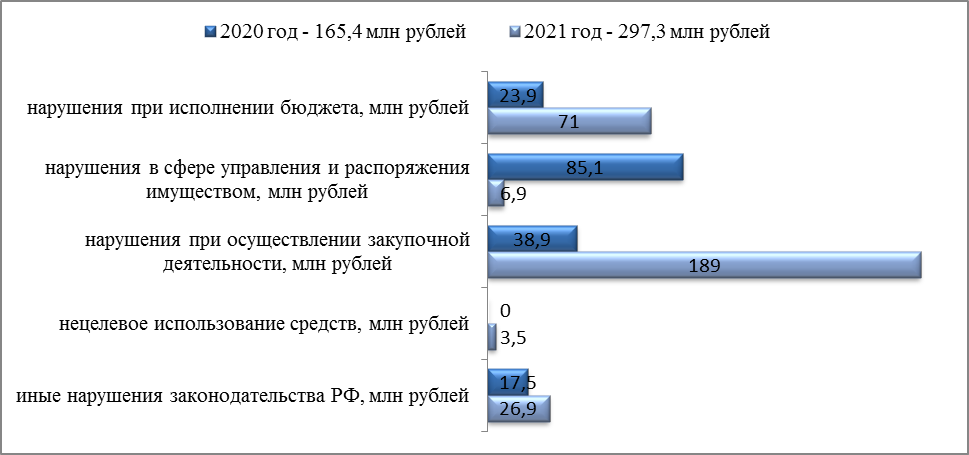 2020 год - 165,4 млн рублей
2021 год - 297,3 млн рублей
нарушения при исполнении бюджета, млн рублей
23,9
71
нарушения в сфере управления и распоряжения
имуществом, млн рублей
85,1
6,9
нарушения при осуществлении закупочной
деятельности, млн рублей
38,9
189
нецелевое использование средств, млн рублей
0
3,5
иные нарушения законодательства РФ, млн рублей
17,5
26,9